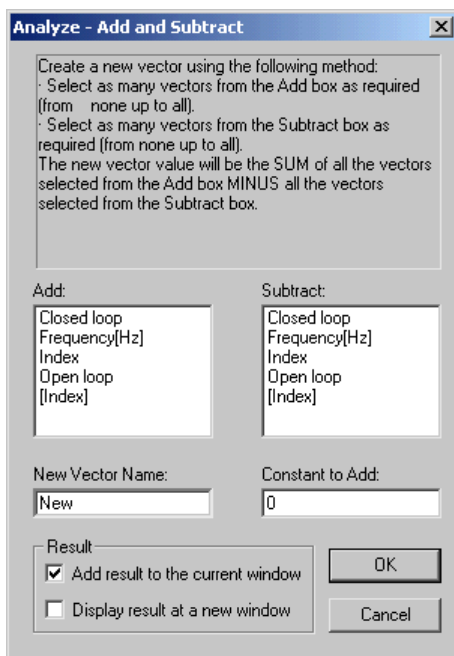 Analyze - Add and Subtract
Create a new vector using the following method:
· Select as many vectors from the Add box as required
(from    none up to all).
· Select as many vectors from the Subtract box as
required (from none up to all).
The new vector value will be the SUM of all the vectors
selected from the Add box MINUS all the vectors
selected from the Subtract box.
Add:
Closed loop
Frequency[Hz]
Index
Open loop
[Index]
Subtract:
Closed loop
Frequency[Hz]
Index
Open loop
[Index]
New Vector Name:
New
Constant to Add:
0
Result
Add result to the current window
Display result at a new window
OK
Cancel